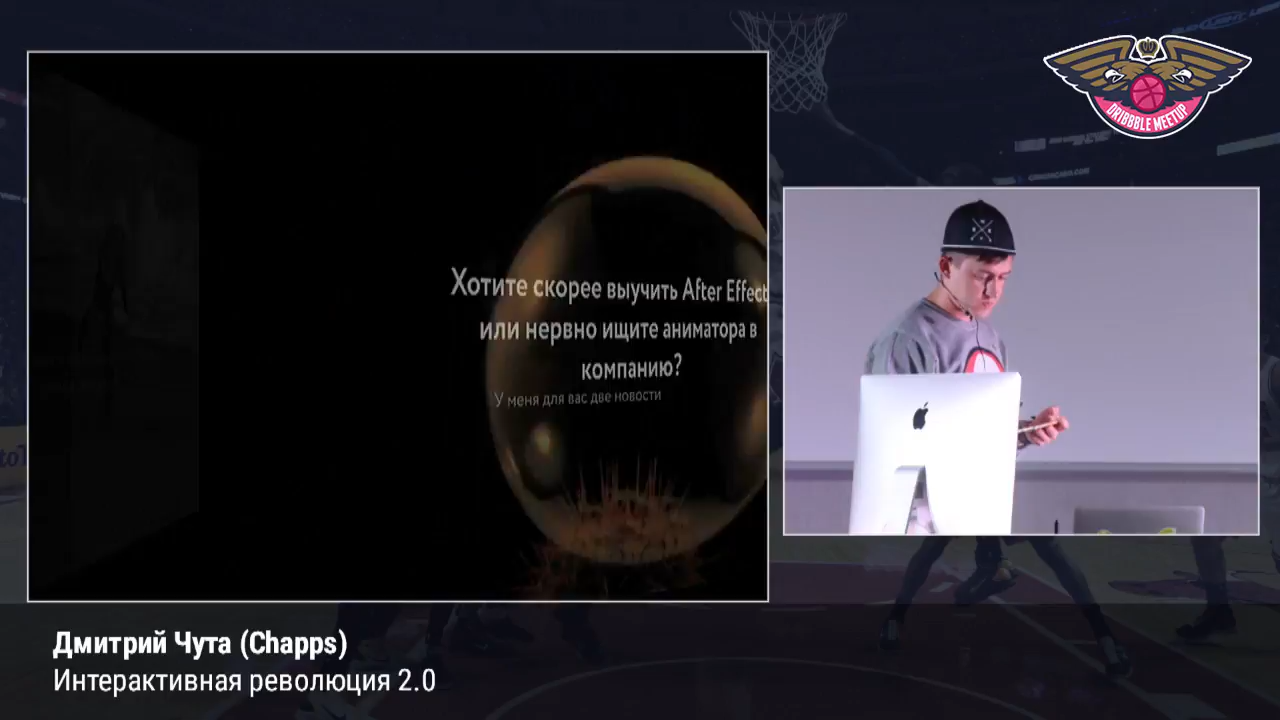 DRIBBBLE MEETUP
Хотите скорее выучить After Effect
или нервно ищите аниматора в
компанию?
У меня для вас две новости
Дмитрий Чута (Chapps)
Интерактивная революция 2.0